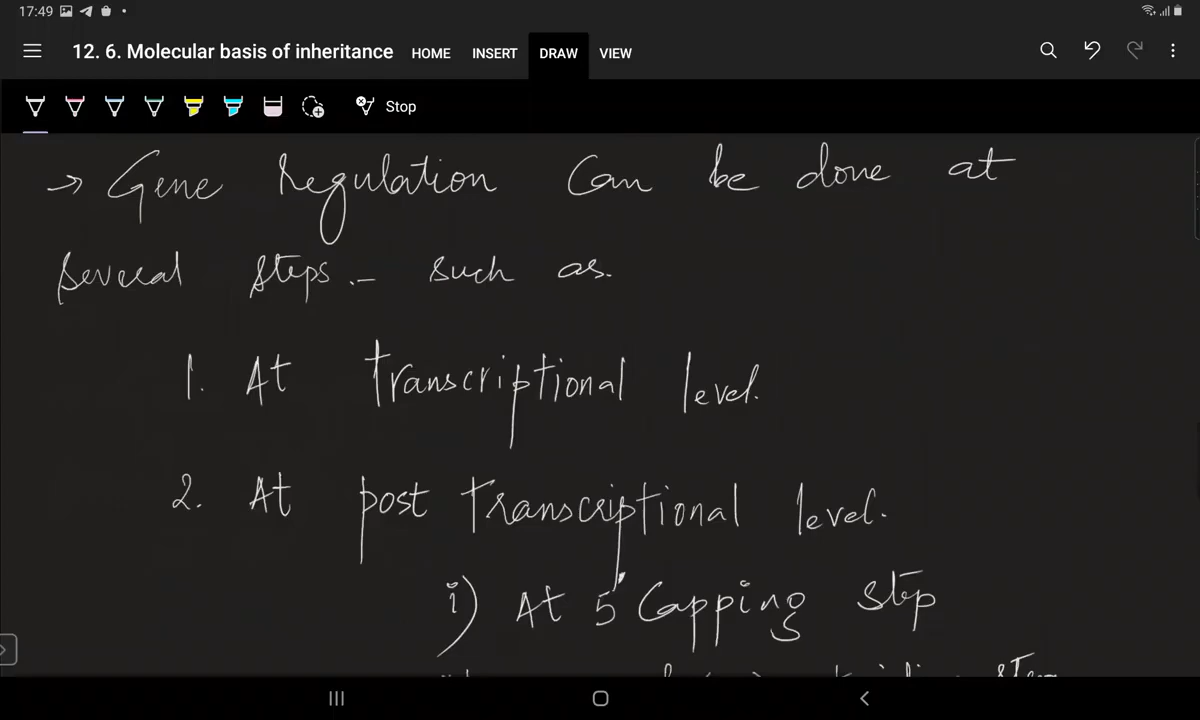 17:49
12. 6. Molecular basis of inheritance HOME INSERT DRAW VIEW
Stop
→ Gene Regulation Can be done at
several steps.- such as.
1. At transcriptional level.
2. At post transcriptional level.
i) At 5' Capping step
step